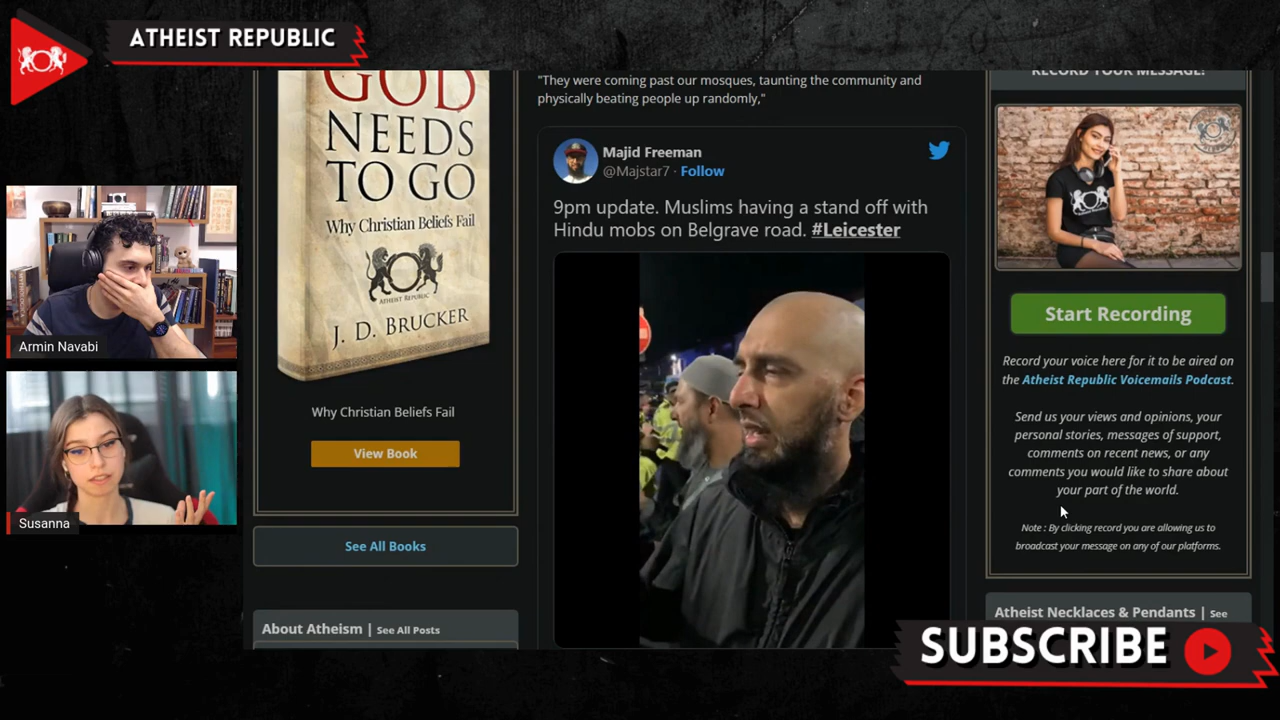 ATHEIST REPUBLIC
GOD
NEEDS
TO GO
Why Christian Beliefs Fail
ATHEIST REPUBLIC
J. D. BRUCKER
Why Christian Beliefs Fail
View Book
See All Books
About Atheism | See All Posts
"They were coming past our mosques, taunting the community and
physically beating people up randomly,"
Majid Freeman
@Majstar7 · Follow
9pm update. Muslims having a stand off with
Hindu mobs on Belgrave road. #Leicester
RECORD YOUR MESSAGE!
Start Recording
Record your voice here for it to be aired on
the Atheist Republic Voicemails Podcast.
Send us your views and opinions, your
personal stories, messages of support,
comments on recent news, or any
comments you would like to share about
your part of the world.
Note : By clicking record you are allowing us to
broadcast your message on any of our platforms.
Atheist Necklaces & Pendants | See
Armin Navabi
Susanna
SUBSCRIBE